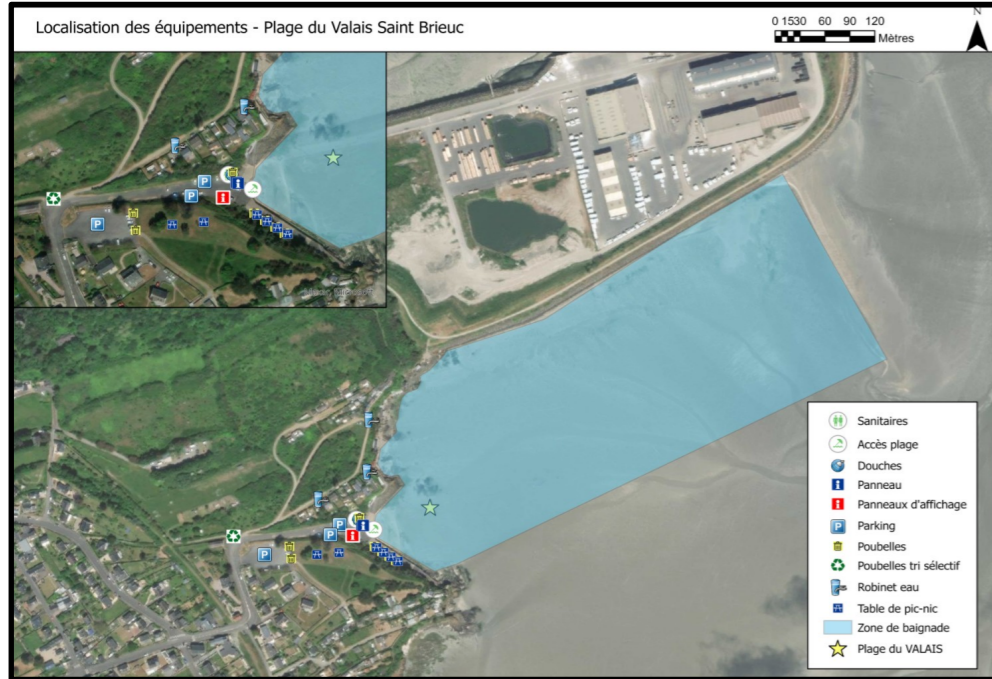 Localisation des équipements - Plage du Valais Saint Brieuc
0 1530 60 90 120
Mètres
N
Sanitaires
Accès plage
Douches
Panneau
Panneaux d'affichage
Parking
Poubelles
Poubelles tri sélectif
Robinet eau
Table de pic-nic
Zone de baignade
Plage du VALAIS